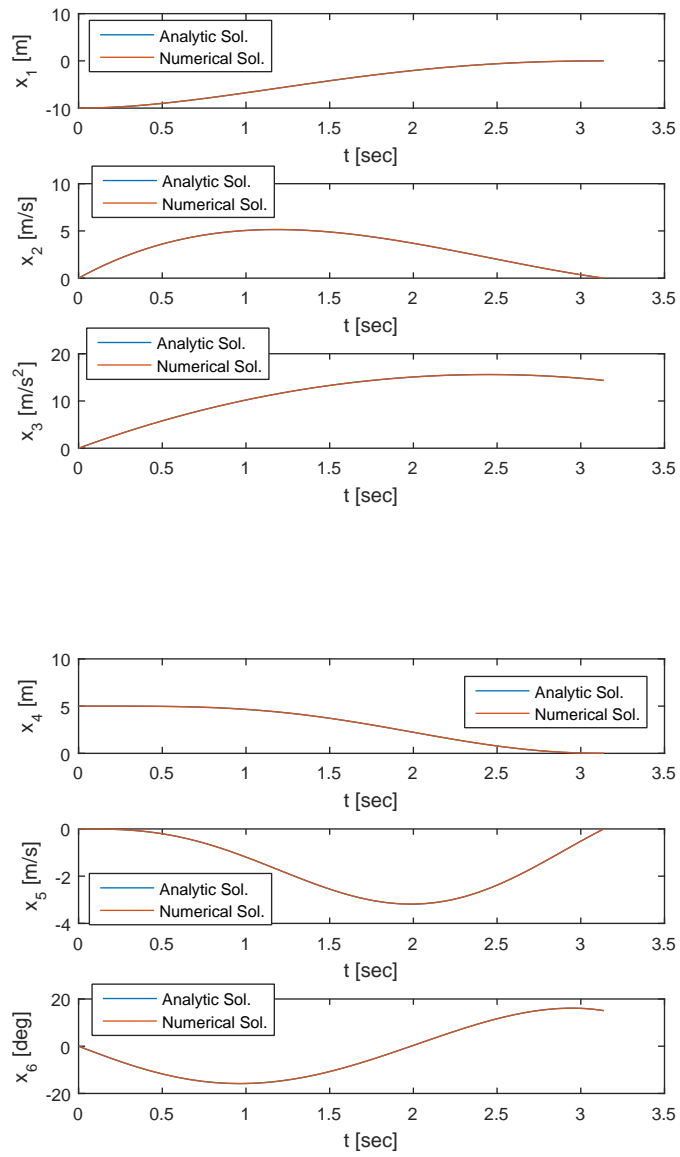 10
0
-10
x1 [m]
Analytic Sol.
Numerical Sol.
0 0.5 1 1.5 2 2.5 3 3.5
t [sec]
10
5
0
x2 [m/s]
Analytic Sol.
Numerical Sol.
0 0.5 1 1.5 2 2.5 3 3.5
t [sec]
20
10
0
x3 [m/s2]
Analytic Sol.
Numerical Sol.
0 0.5 1 1.5 2 2.5 3 3.5
t [sec]
10
5
0
x4 [m]
Analytic Sol.
Numerical Sol.
0 0.5 1 1.5 2 2.5 3 3.5
t [sec]
0
-2
-4
x5 [m/s]
Analytic Sol.
Numerical Sol.
0 0.5 1 1.5 2 2.5 3 3.5
t [sec]
20
0
-20
x6 [deg]
Analytic Sol.
Numerical Sol.
0 0.5 1 1.5 2 2.5 3 3.5
t [sec]